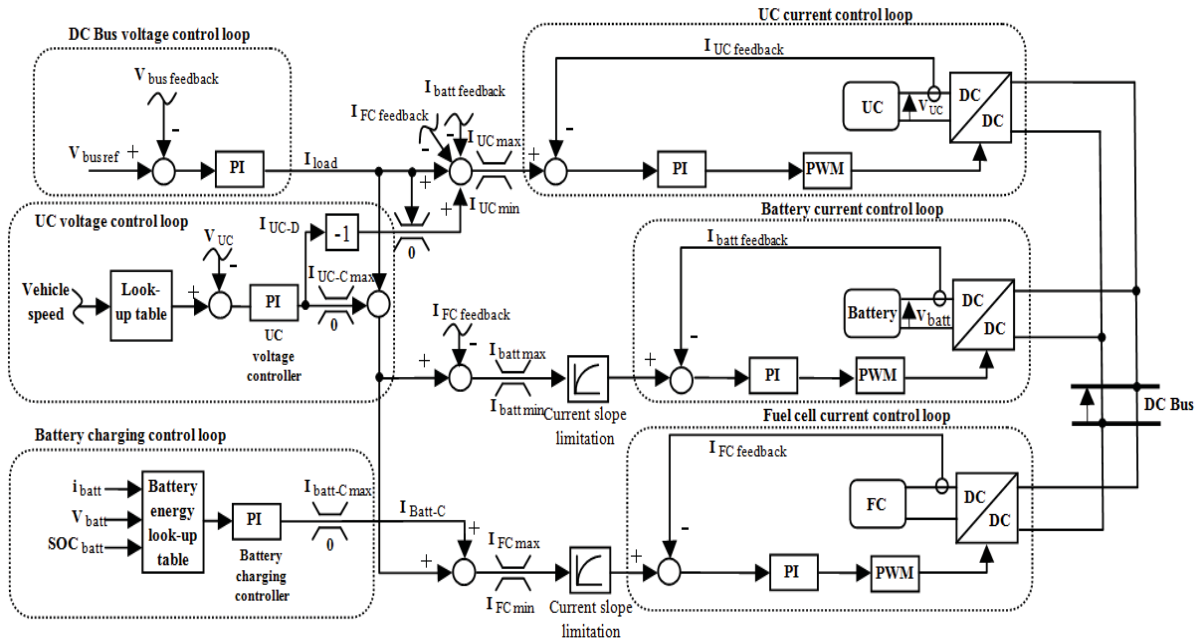 DC Bus voltage control loop
V bus feedback
-
V bus ref
+
PI
I load
I FC feedback
-
I batt feedback
-
+
+
I UC max
I UC min
0
UC current control loop
I UC feedback
-
+
PI
PWM
UC
V UC
DC
DC
UC voltage control loop
Vehicle
speed
Look-
up table
V UC
-
+
PI
UC
voltage
controller
I UC-D
-1
I UC-C max
0
Battery current control loop
I batt feedback
-
+
PI
PWM
Battery
V batt
DC
DC
I FC feedback
-
+
I batt max
I batt min
Current slope
limitation
DC Bus
Battery charging control loop
i batt
V batt
SOC batt
Battery
energy
look-up
table
PI
Battery
charging
controller
I batt-C max
0
I Batt-C
+
+
I FC max
I FC min
Current slope
limitation
Fuel cell current control loop
I FC feedback
-
+
PI
PWM
FC
DC
DC